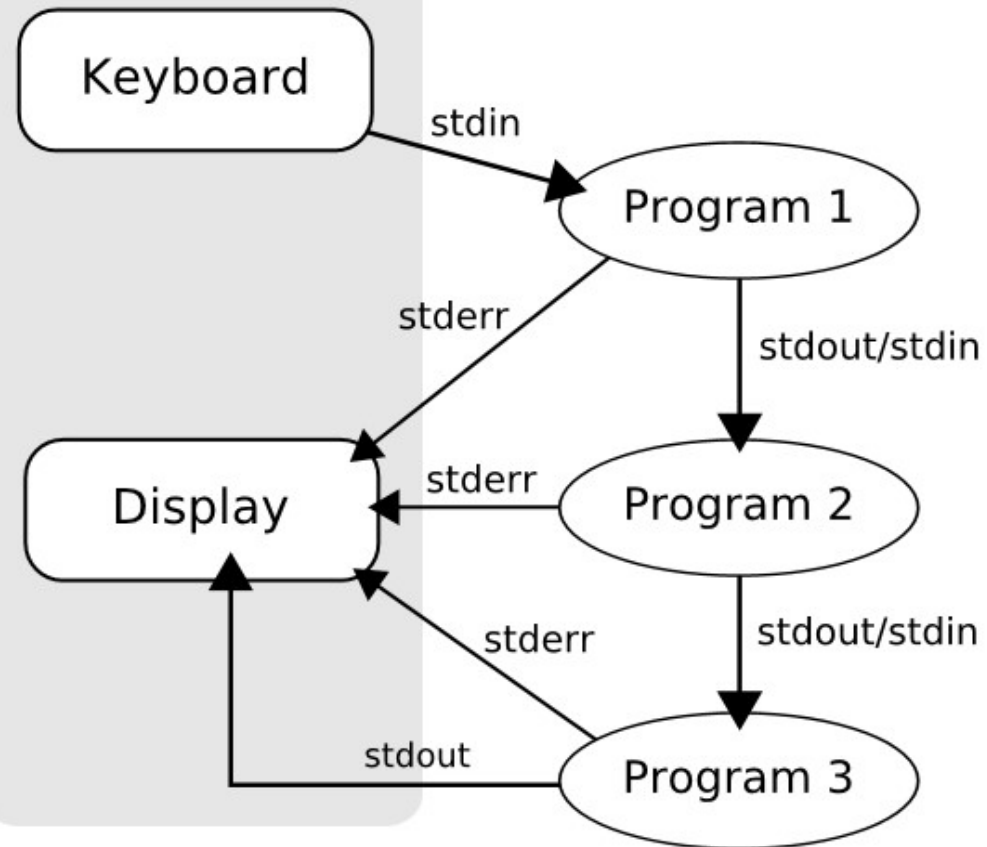 Keyboard
stdin
Program 1
stderr
stdout/stdin
Display
stderr
Program 2
stderr
stdout/stdin
stdout
Program 3